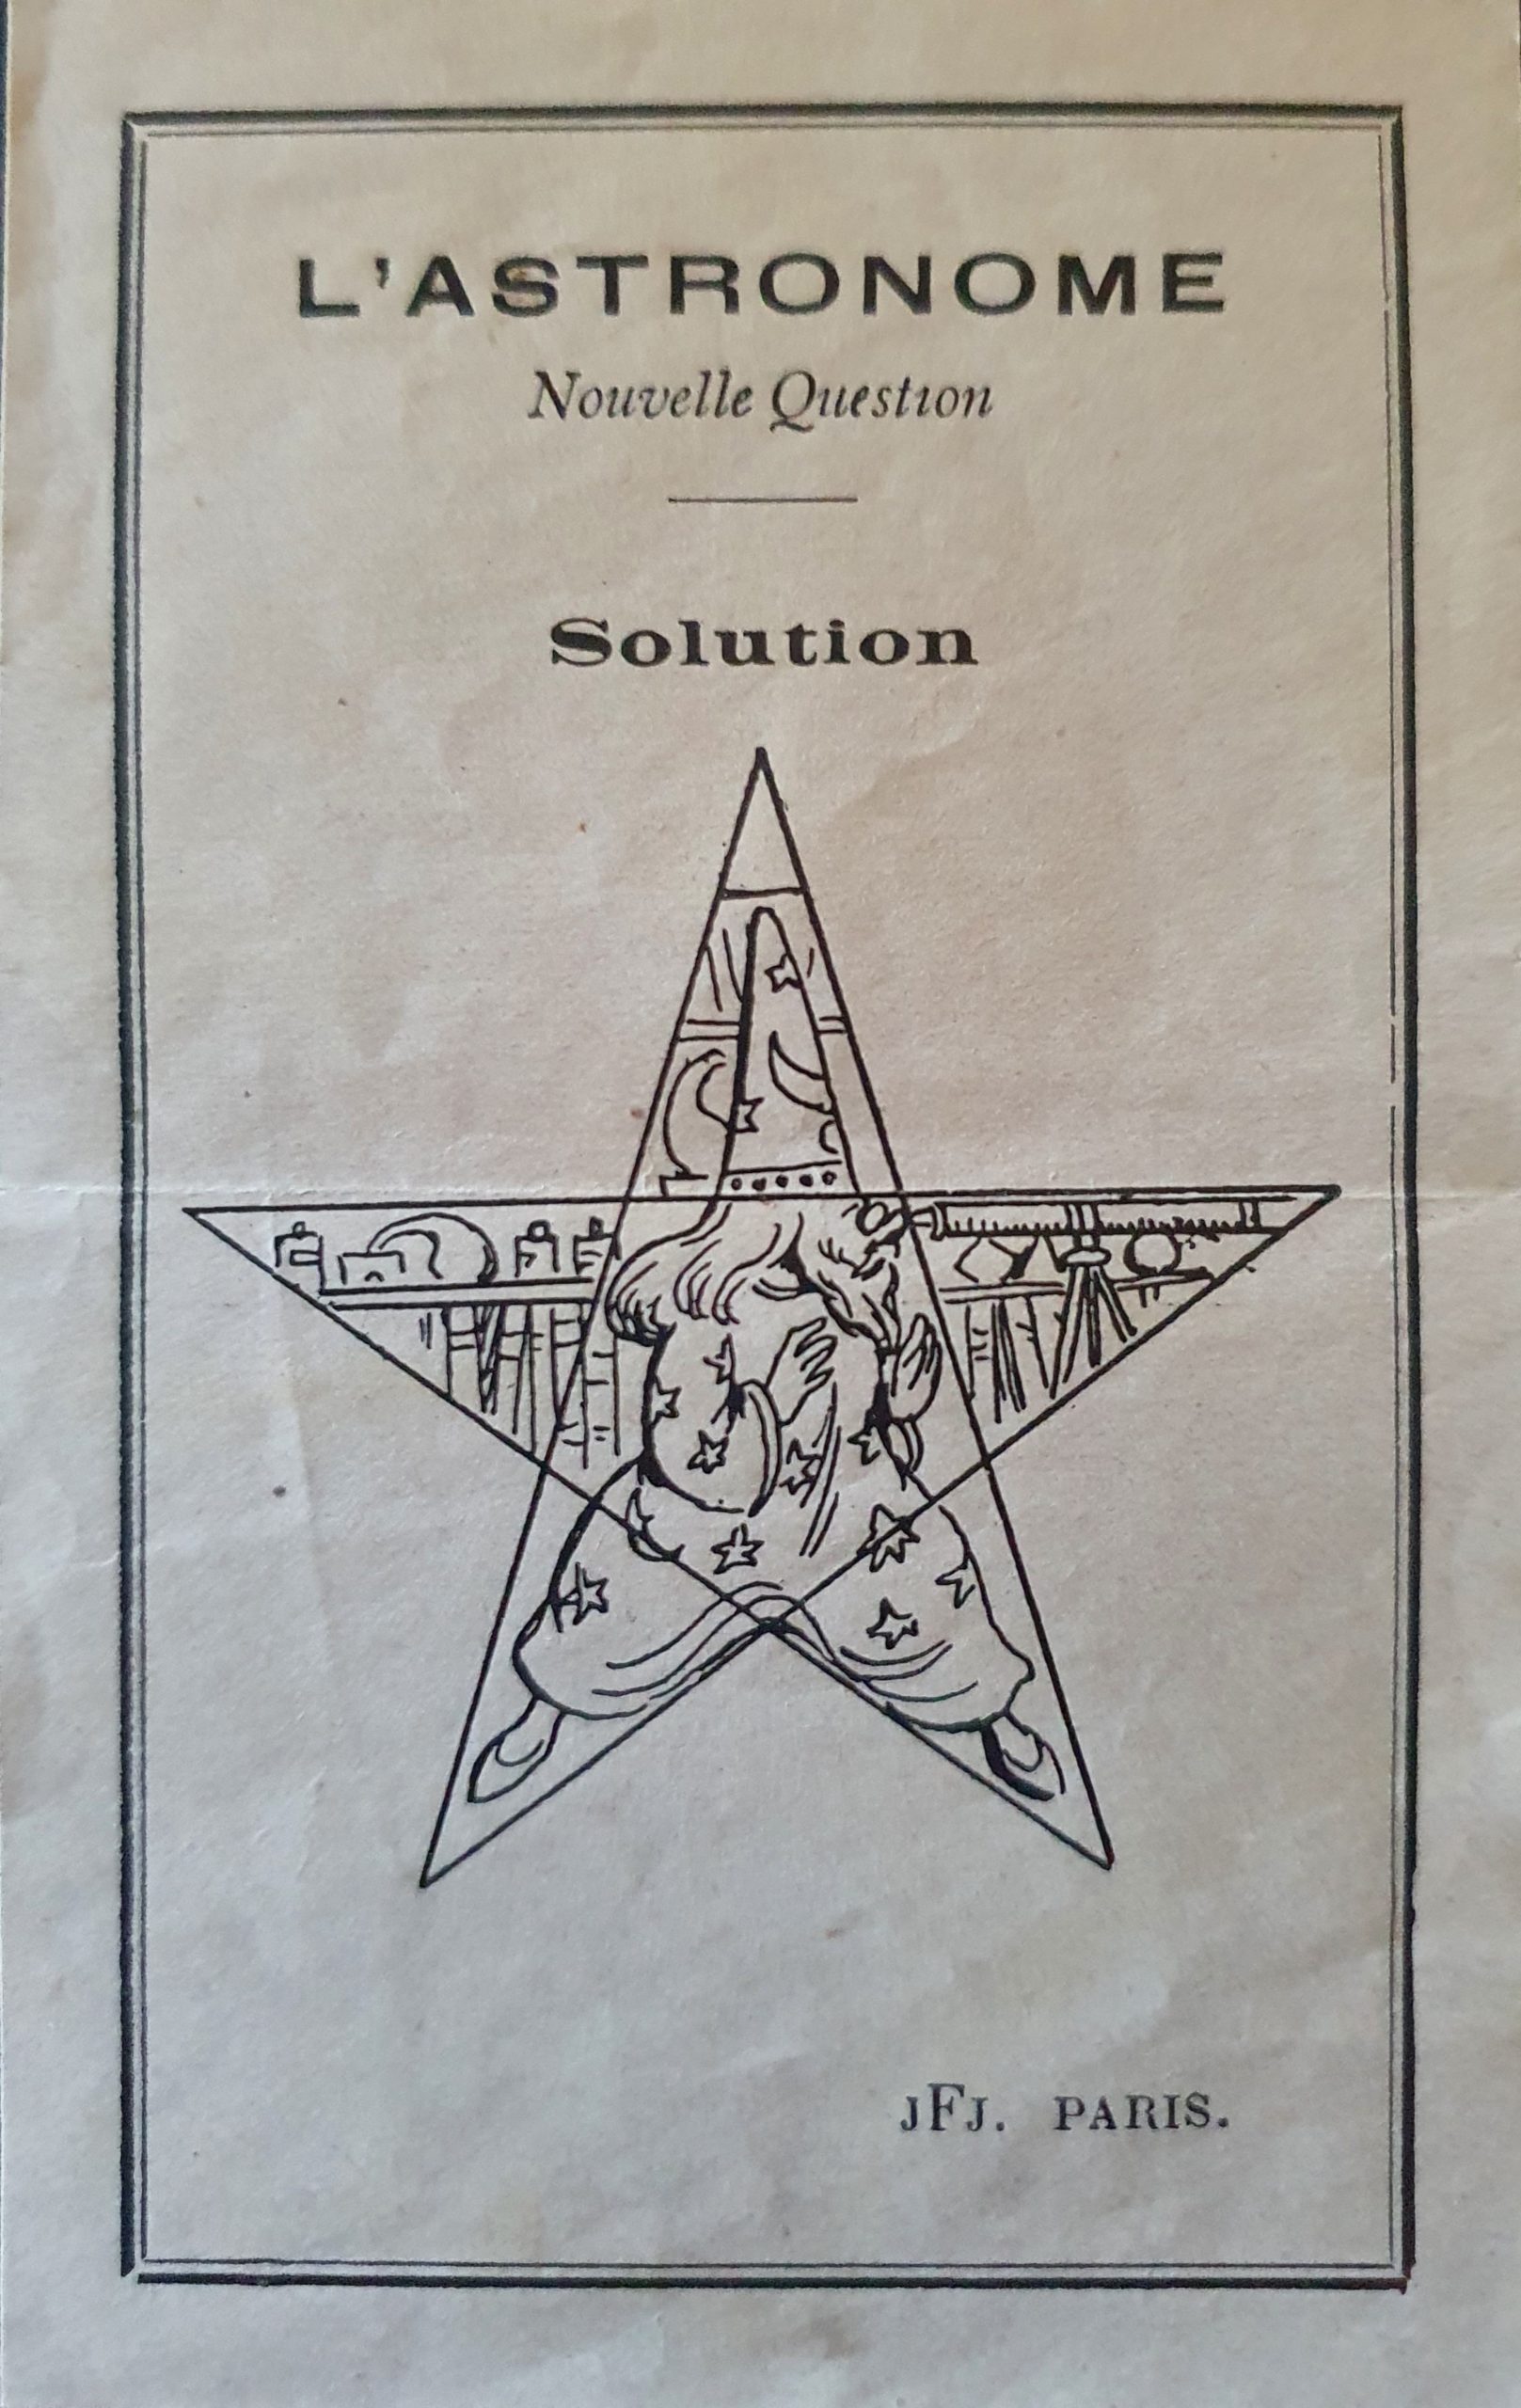 L'ASTRONOME
Nouvelle Question
Solution
JFJ. PARIS.